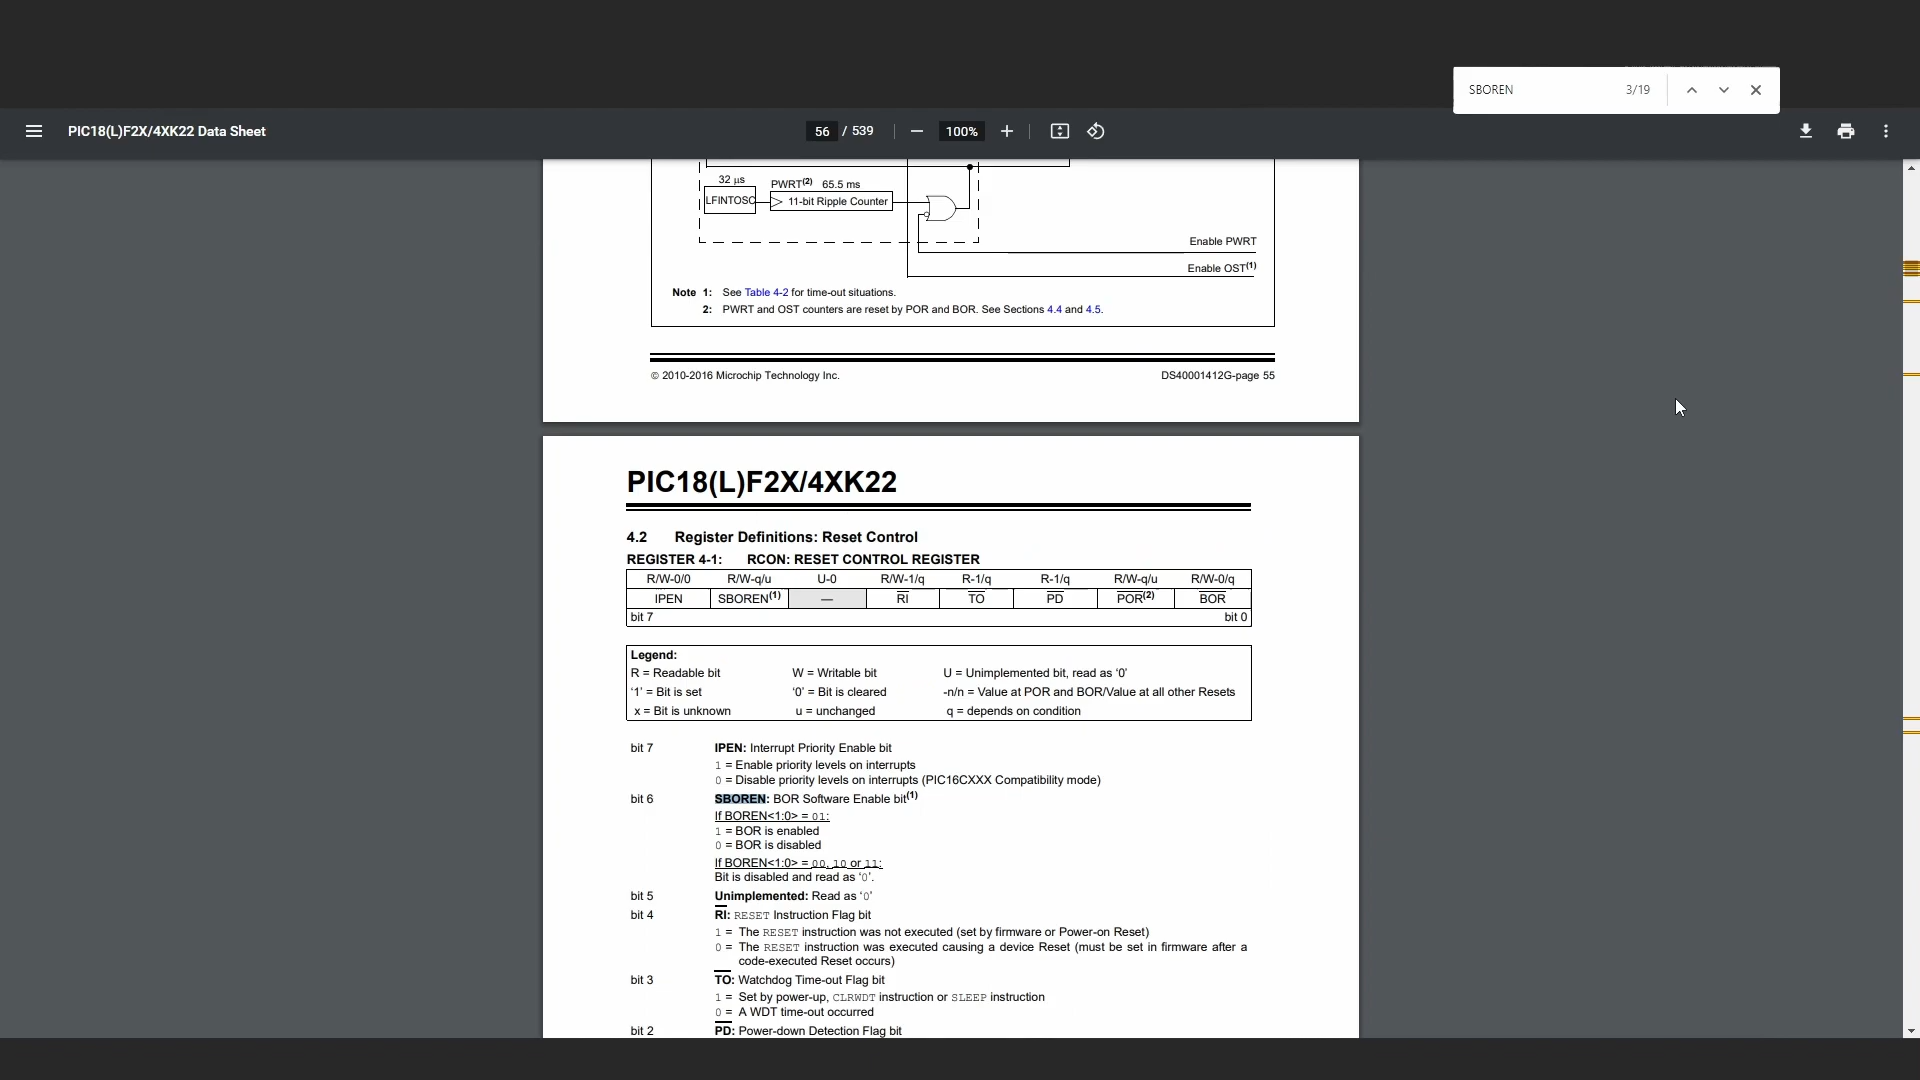 SBOREN 3/19
PIC18(L)F2X/4XK22 Data Sheet 56 / 539 100%
32 µs PWRT(2) 65.5 ms
LFINTOSC 11-bit Ripple Counter
Enable PWRT
Enable OST(1)
Note 1: See Table 4-2 for time-out situations.
2: PWRT and OST counters are reset by POR and BOR. See Sections 4.4 and 4.5.
© 2010-2016 Microchip Technology Inc. DS40001412G-page 55
PIC18(L)F2X/4XK22
4.2 Register Definitions: Reset Control
REGISTER 4-1: RCON: RESET CONTROL REGISTER
R/W-0/0 R/W-q/u U-0 R/W-1/q R-1/q R-1/q R/W-q/u R/W-0/q
IPEN SBOREN(1) — RI TO PD POR(2) BOR
bit 7 bit 0
Legend:
R = Readable bit W = Writable bit U = Unimplemented bit, read as ‘0’
‘1’ = Bit is set ‘0’ = Bit is cleared -n/n = Value at POR and BOR/Value at all other Resets
x = Bit is unknown u = unchanged q = depends on condition
bit 7 IPEN: Interrupt Priority Enable bit
1 = Enable priority levels on interrupts
0 = Disable priority levels on interrupts (PIC16CXXX Compatibility mode)
bit 6 SBOREN: BOR Software Enable bit(1)
If BOREN<1:0> = 01:
1 = BOR is enabled
0 = BOR is disabled
If BOREN<1:0> = 00, 10 or 11:
Bit is disabled and read as ‘0’.
bit 5 Unimplemented: Read as ‘0’
bit 4 RI: RESET Instruction Flag bit
1 = The RESET instruction was not executed (set by firmware or Power-on Reset)
0 = The RESET instruction was executed causing a device Reset (must be set in firmware after a
code-executed Reset occurs)
bit 3 TO: Watchdog Time-out Flag bit
1 = Set by power-up, CLRWDT instruction or SLEEP instruction
0 = A WDT time-out occurred
bit 2 PD: Power-down Detection Flag bit